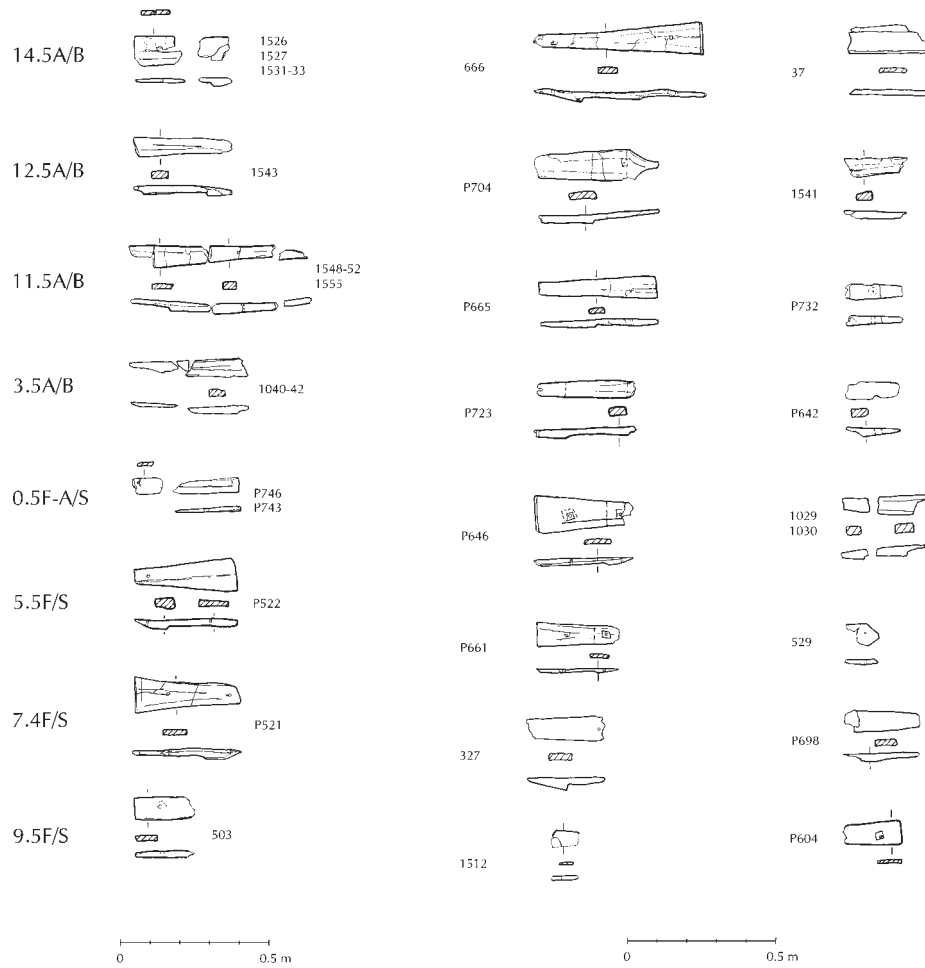 14.5A/B
1526
1527
1531-33
12.5A/B
1543
11.5A/B
1548-52
1555
3.5A/B
1040-42
0.5F-A/S
P746
P743
5.5F/S
P522
7.4F/S
P521
9.5F/S
503
0
0.5 m
666
P704
P665
P723
P646
P661
327
1512
37
1541
P732
P642
1029
1030
529
P698
P604
0
0.5 m